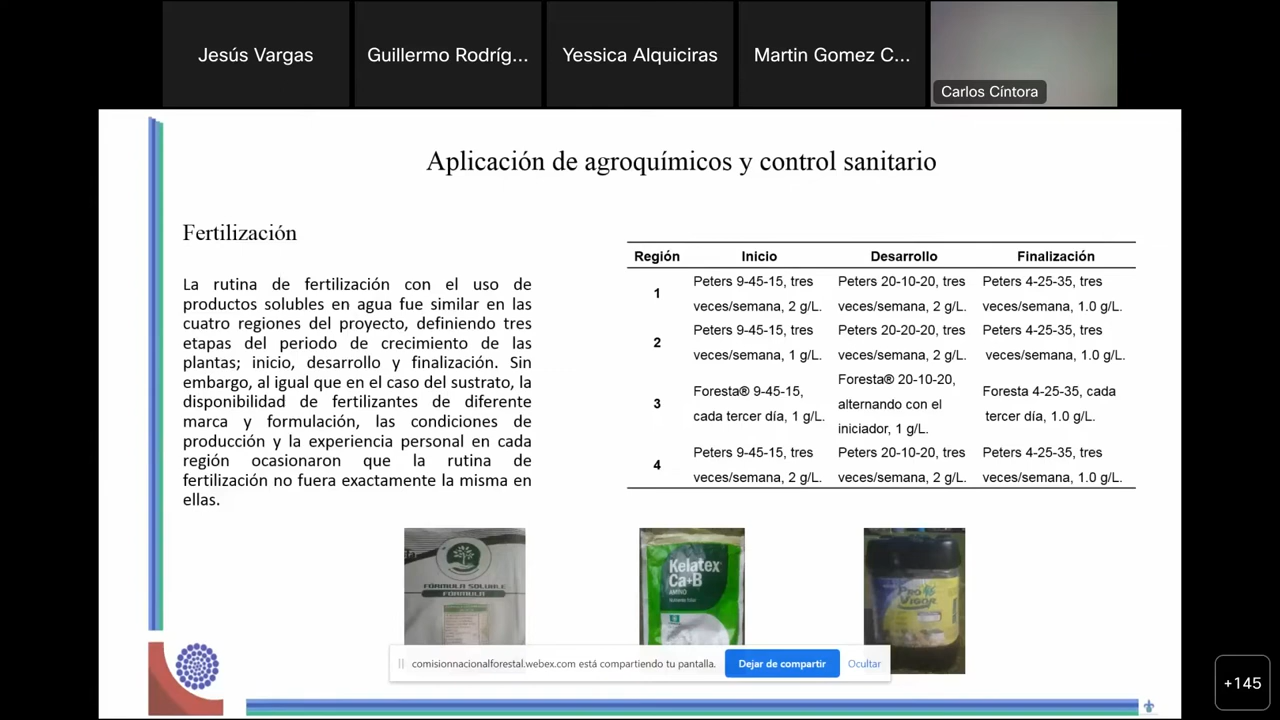 Jesús Vargas
Guillermo Rodríg...
Yessica Alquiciras
Martin Gomez C...
Carlos Cíntora
Aplicación de agroquímicos y control sanitario
Fertilización
La rutina de fertilización con el uso de
productos solubles en agua fue similar en las
cuatro regiones del proyecto, definiendo tres
etapas del periodo de crecimiento de las
plantas; inicio, desarrollo y finalización. Sin
embargo, al igual que en el caso del sustrato, la
disponibilidad de fertilizantes de diferente
marca y formulación, las condiciones de
producción y la experiencia personal en cada
región ocasionaron que la rutina de
fertilización no fuera exactamente la misma en
ellas.
Región Inicio Desarrollo Finalización
1
Peters 9-45-15, tres
veces/semana, 2 g/L.
Peters 20-10-20, tres
veces/semana, 2 g/L.
Peters 4-25-35, tres
veces/semana, 1.0 g/L.
2
Peters 9-45-15, tres
veces/semana, 1 g/L.
Peters 20-20-20, tres
veces/semana, 2 g/L.
Peters 4-25-35, tres
veces/semana, 1.0 g/L.
3
Foresta® 9-45-15,
cada tercer día, 1 g/L.
Foresta® 20-10-20,
alternando con el
iniciador, 1 g/L.
Foresta 4-25-35, cada
tercer día, 1.0 g/L.
4
Peters 9-45-15, tres
veces/semana, 2 g/L.
Peters 20-10-20, tres
veces/semana, 2 g/L.
Peters 4-25-35, tres
veces/semana, 1.0 g/L.
FÓRMULA SOLUBLE
FORMULA
Kelatex
Ca+B
AMINO
PRO
VIGOR
comisionnacionalforestal.webex.com está compartiendo tu pantalla.
Dejar de compartir
Ocultar
+145